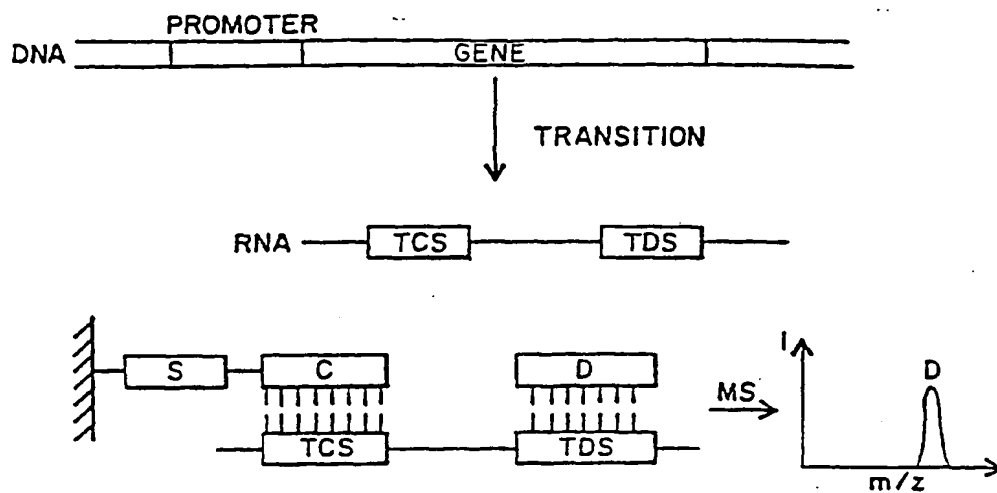 PROMOTER
DNA GENE
TRANSITION
RNA TCS TDS
S C D
TCS TDS
MS
I
D
m/z